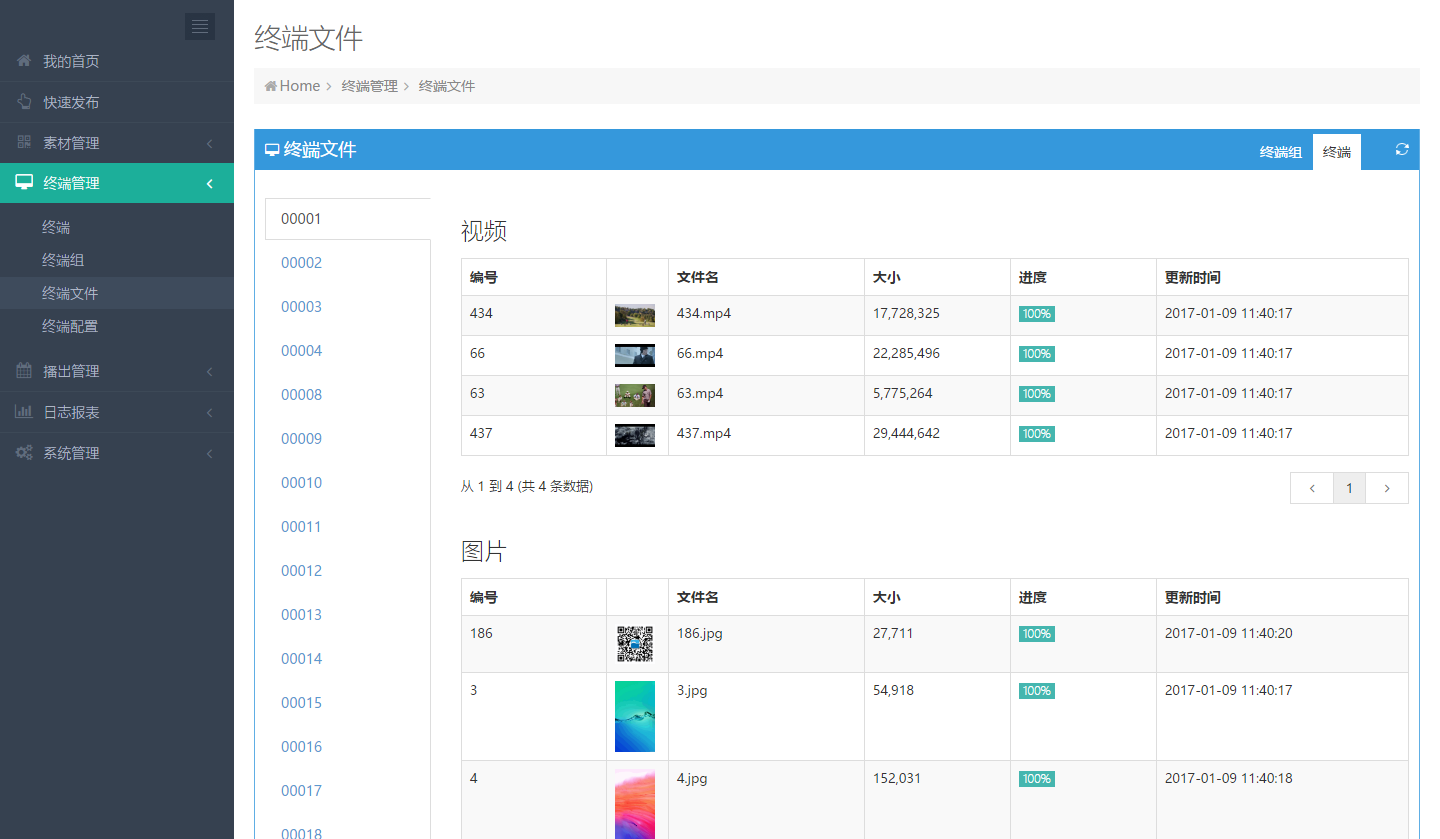 我的首页
快速发布
素材管理
终端管理
终端
终端组
终端文件
终端配置
播出管理
日志报表
系统管理
终端文件
Home > 终端管理 > 终端文件
终端文件 终端组 终端
00001
00002
00003
00004
00008
00009
00010
00011
00012
00013
00014
00015
00016
00017
00018
视频
编号 文件名 大小 进度 更新时间
434 434.mp4 17,728,325 100% 2017-01-09 11:40:17
66 66.mp4 22,285,496 100% 2017-01-09 11:40:17
63 63.mp4 5,775,264 100% 2017-01-09 11:40:17
437 437.mp4 29,444,642 100% 2017-01-09 11:40:17
从 1 到 4 (共 4 条数据) < 1 >
图片
编号 文件名 大小 进度 更新时间
186 186.jpg 27,711 100% 2017-01-09 11:40:20
3 3.jpg 54,918 100% 2017-01-09 11:40:17
4 4.jpg 152,031 100% 2017-01-09 11:40:18